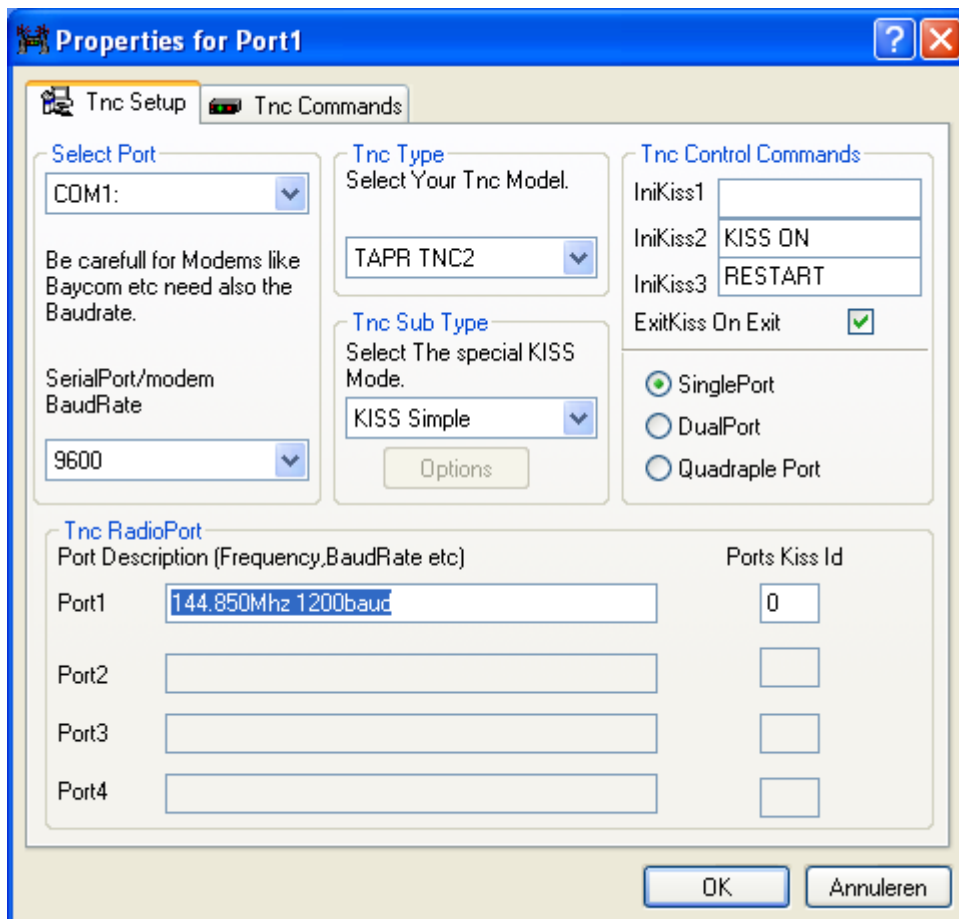 Properties for Port1
Tnc Setup
Tnc Commands
Select Port
COM1:
Be carefull for Modems like
Baycom etc need also the
Baudrate.
SerialPort/modem
BaudRate
9600
Tnc Type
Select Your Tnc Model.
TAPR TNC2
Tnc Sub Type
Select The special KISS
Mode.
KISS Simple
Options
Tnc Control Commands
IniKiss1
IniKiss2 KISS ON
IniKiss3 RESTART
ExitKiss On Exit
SinglePort
DualPort
Quadraple Port
Tnc RadioPort
Port Description (Frequency,BaudRate etc)
Ports Kiss Id
Port1 144.850Mhz 1200baud 0
Port2
Port3
Port4
OK
Annuleren